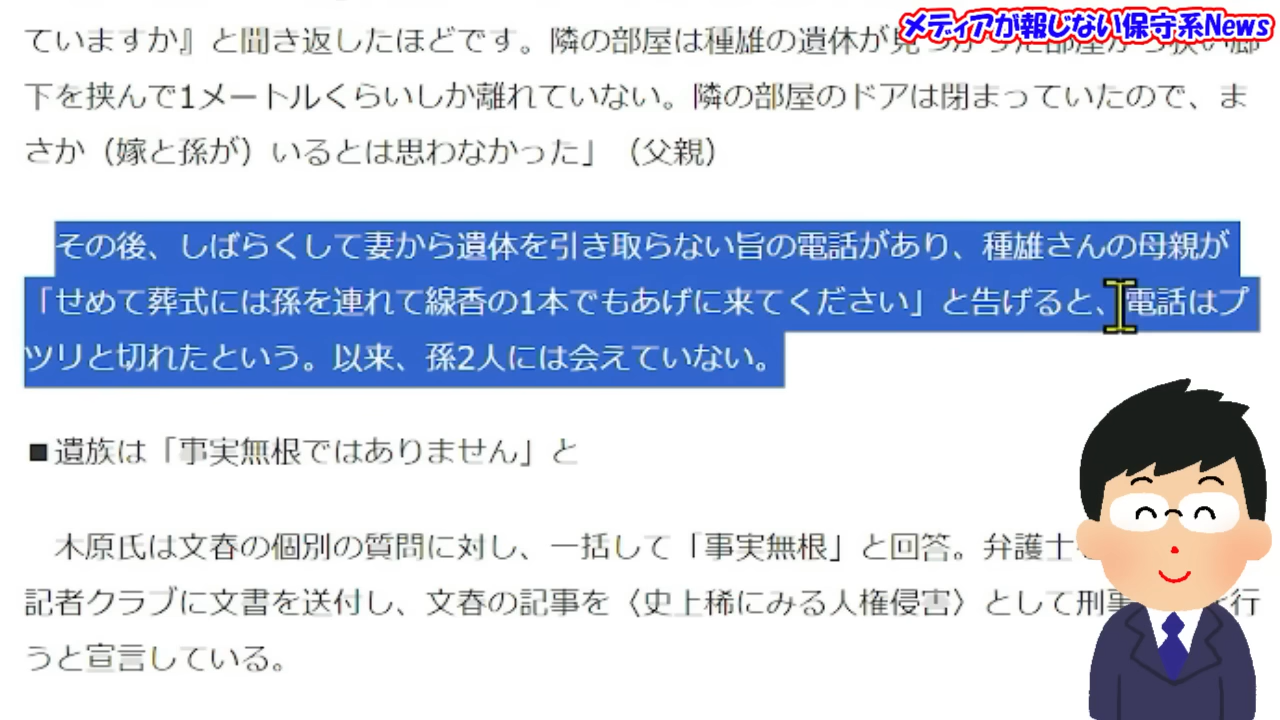 メディアが報じない保守系News
ていますか』と聞き返したほどです。隣の部屋は種雄の遺体が見つかった部屋から狭い廊
下を挟んで1メートルくらいしか離れていない。隣の部屋のドアは閉まっていたので、ま
さか（嫁と孫が）いるとは思わなかった」（父親）
その後、しばらくして妻から遺体を引き取らない旨の電話があり、種雄さんの母親が
「せめて葬式には孫を連れて線香の1本でもあげに来てください」と告げると、電話はプ
ツリと切れたという。以来、孫2人には会えていない。
■遺族は「事実無根ではありません」と
木原氏は文春の個別の質問に対し、一括して「事実無根」と回答。弁護士
記者クラブに文書を送付し、文春の記事を〈史上稀にみる人権侵害〉として刑事 を行
うと宣言している。